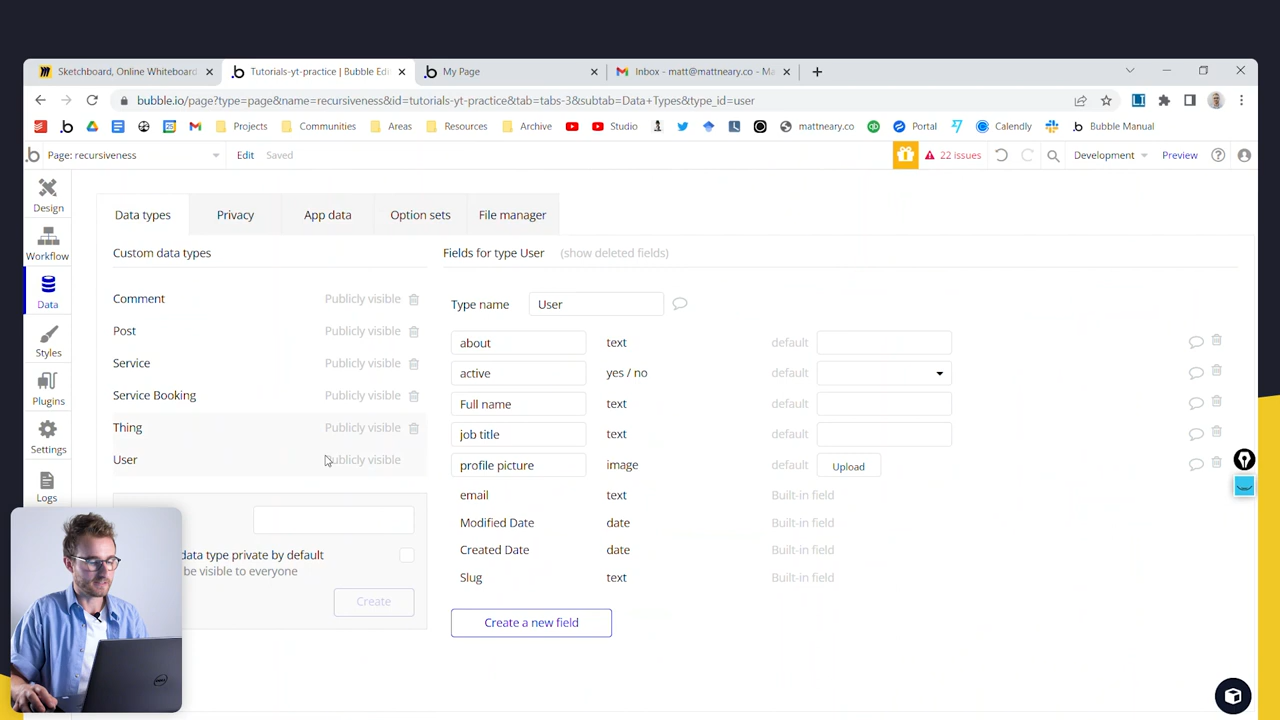 Sketchboard, Online Whiteboard
Tutorials-yt-practice | Bubble Edi
My Page
Inbox - matt@mattneary.co - Ma
bubble.io/page?type=page&name=recursiveness&id=tutorials-yt-practice&tab=tabs-3&subtab=Data+Types&type_id=user
Projects
Communities
Areas
Resources
Archive
Studio
mattneary.co
Portal
Calendly
Bubble Manual
Page: recursiveness
Edit
Saved
22 issues
Development
Preview
Design
Workflow
Data
Styles
Plugins
Settings
Logs
Data types
Privacy
App data
Option sets
File manager
Custom data types
Comment Publicly visible
Post Publicly visible
Service Publicly visible
Service Booking Publicly visible
Thing Publicly visible
User ublicly visible
data type private by default
be visible to everyone
Create
Fields for type User (show deleted fields)
Type name User
about text default
active yes / no default
Full name text default
job title text default
profile picture image default Upload
email text Built-in field
Modified Date date Built-in field
Created Date date Built-in field
Slug text Built-in field
Create a new field
DELL